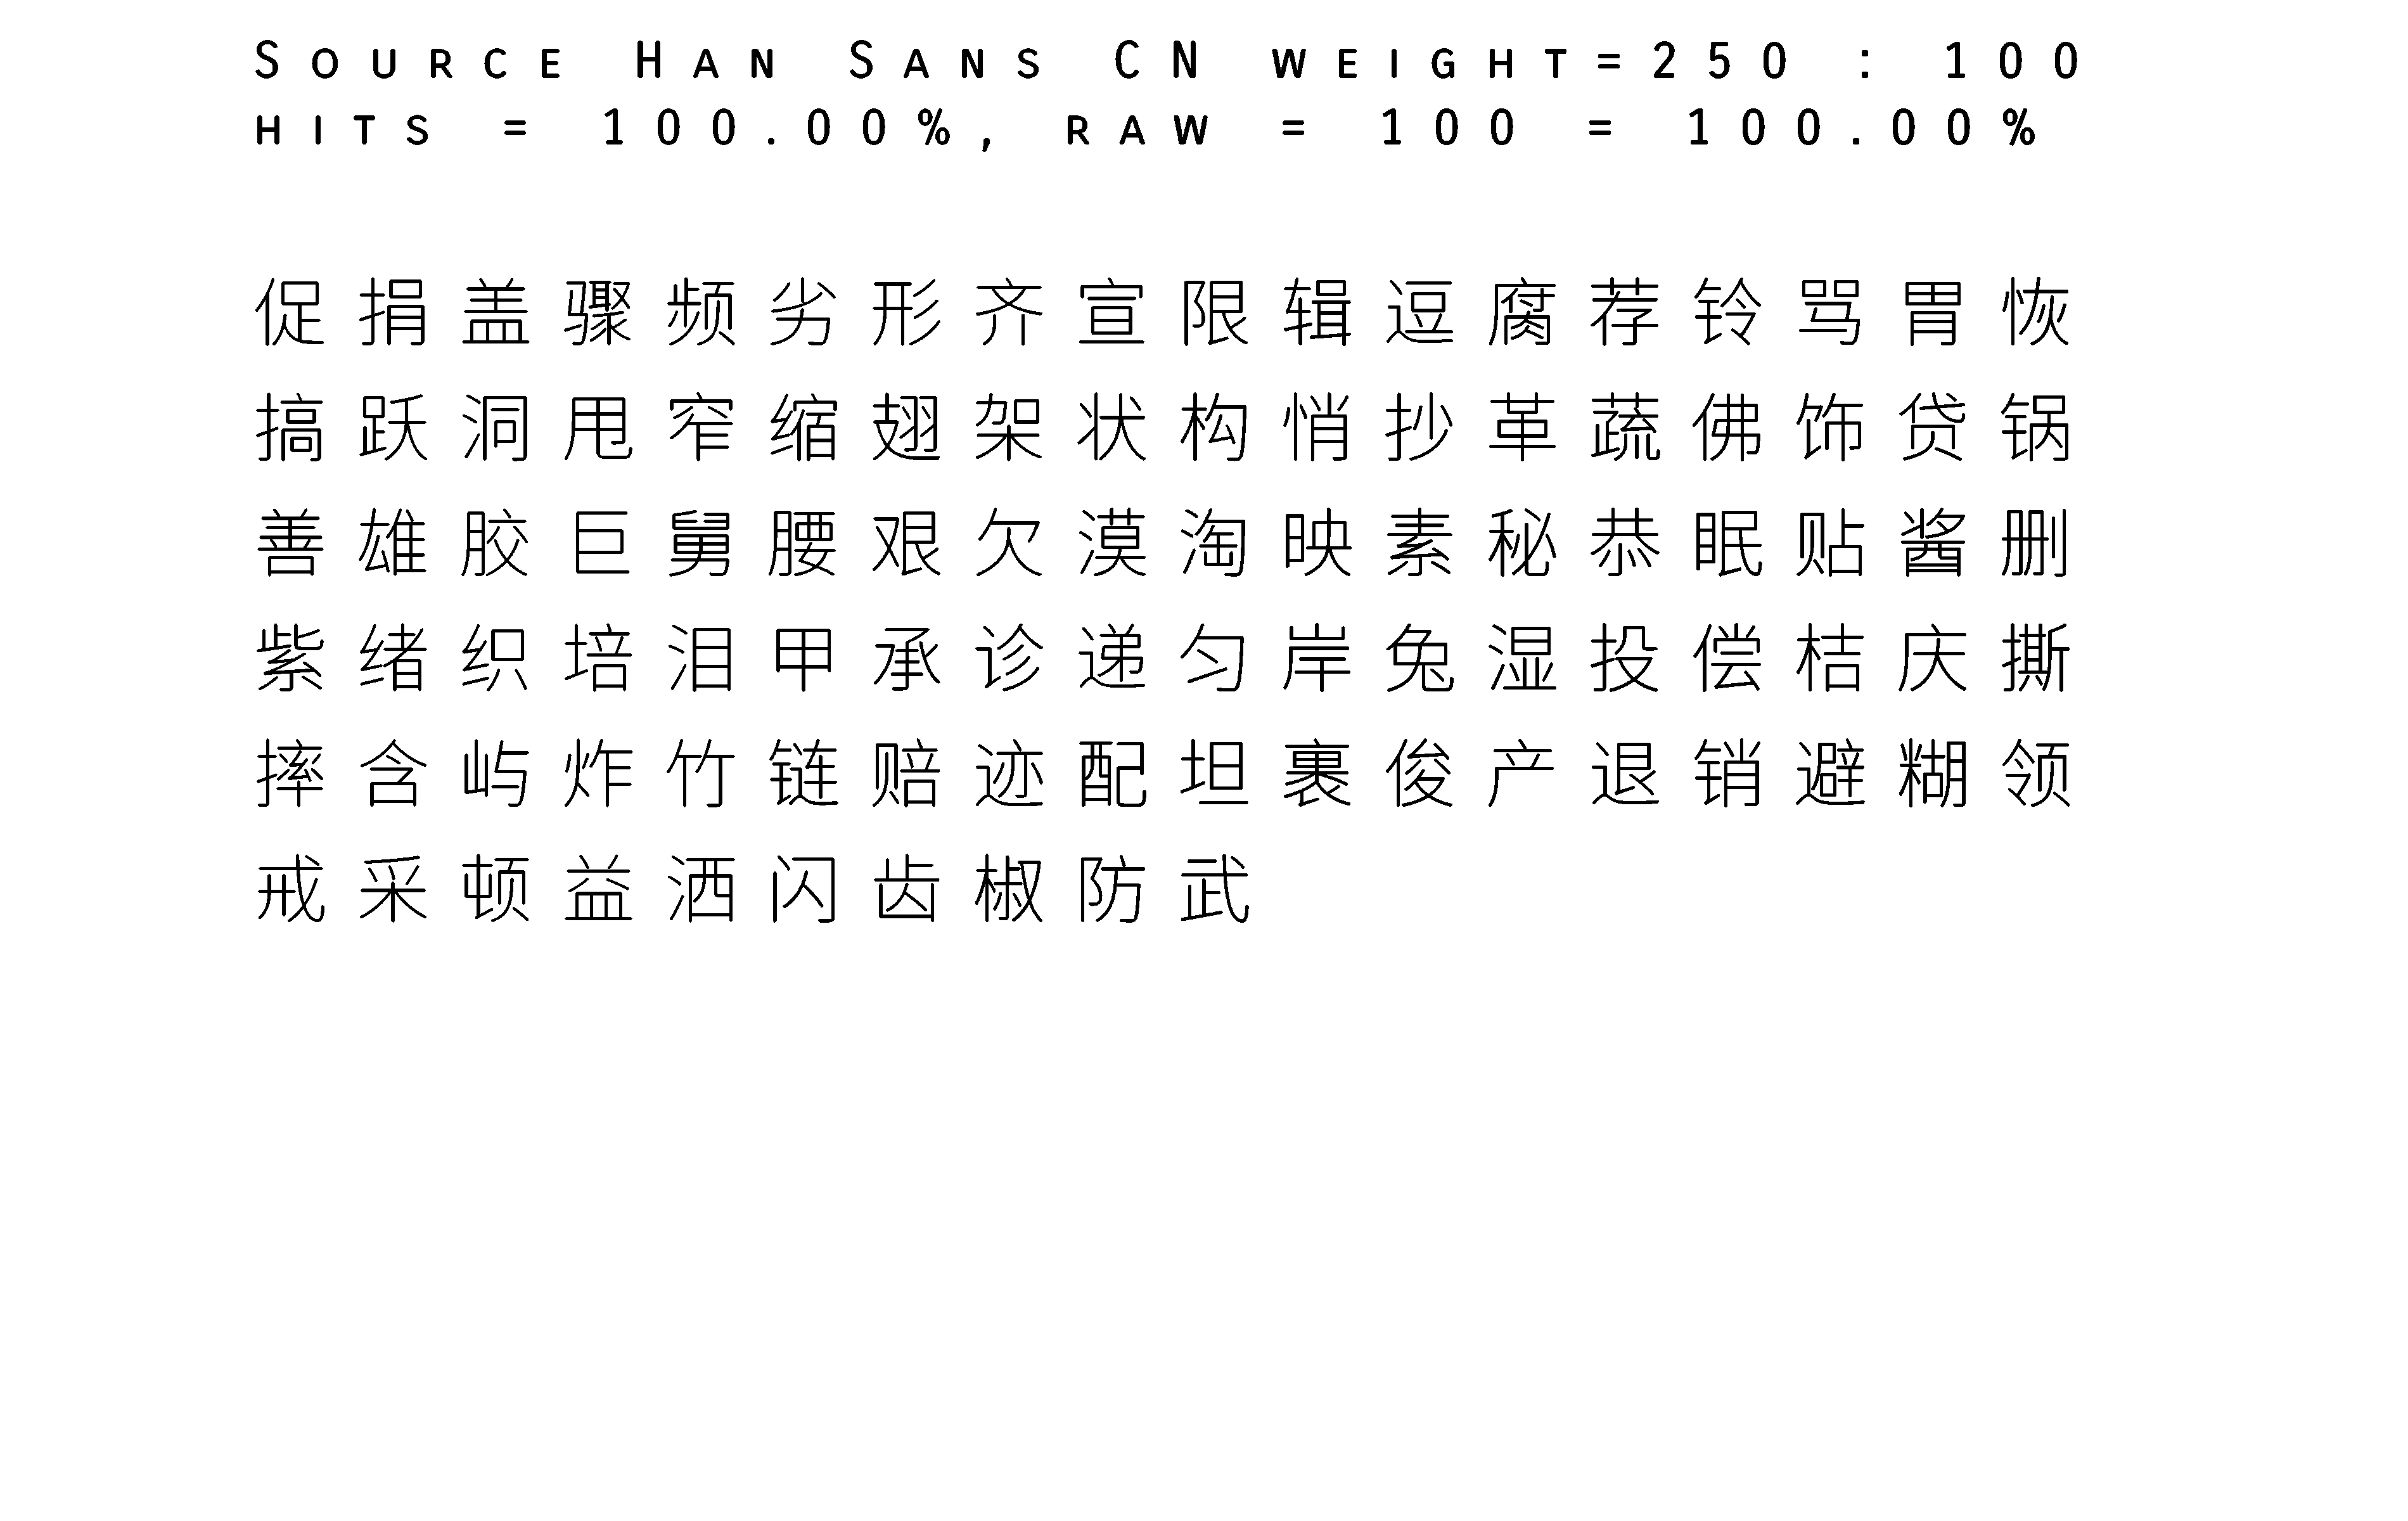 Source Han Sans CN weight=250 : 100
hits = 100.00%, raw = 100 = 100.00%
促捐盖骤频劣形齐宣限辑逗腐荐铃骂胃恢
搞跃洞甩窄缩翅架状构悄抄革蔬佛饰贷锅
善雄胶巨舅腰艰欠漠淘映素秘恭眠贴酱删
紫绪织培泪甲承诊递匀岸兔湿投偿桔庆撕
摔含屿炸竹链赔迹配坦裹俊产退销避糊领
戒采顿益洒闪齿椒防武